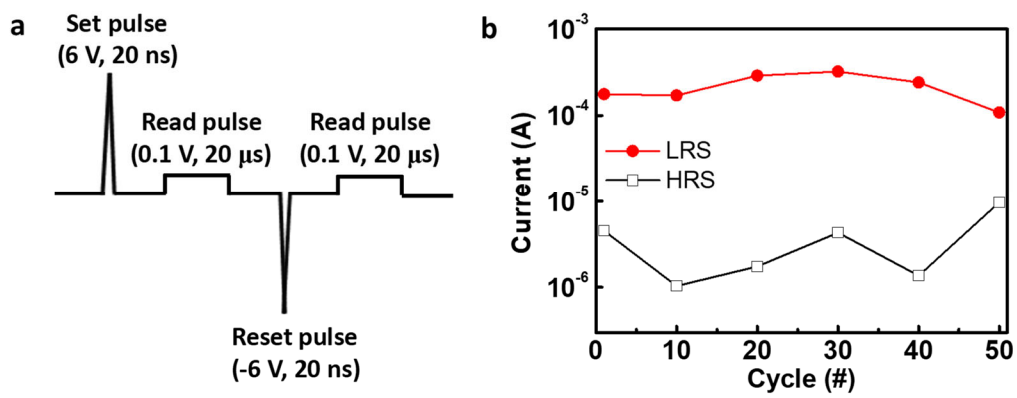 a
Set pulse
(6 V, 20 ns)
Read pulse
(0.1 V, 20 μs)
Read pulse
(0.1 V, 20 μs)
Reset pulse
(-6 V, 20 ns)
b
10⁻³
10⁻⁴
10⁻⁵
10⁻⁶
Current (A)
LRS
HRS
0 10 20 30 40 50
Cycle (#)